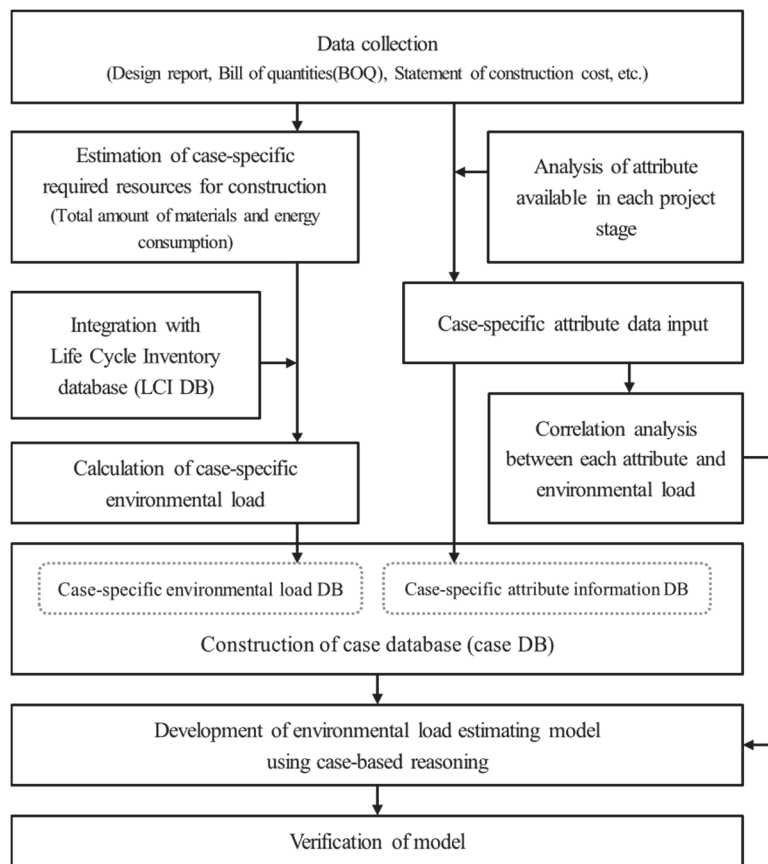 Data collection
(Design report, Bill of quantities(BOQ), Statement of construction cost, etc.)
Estimation of case-specific
required resources for construction
(Total amount of materials and energy
consumption)
Analysis of attribute
available in each project
stage
Integration with
Life Cycle Inventory
database (LCI DB)
Case-specific attribute data input
Correlation analysis
between each attribute and
environmental load
Calculation of case-specific
environmental load
Case-specific environmental load DB
Case-specific attribute information DB
Construction of case database (case DB)
Development of environmental load estimating model
using case-based reasoning
Verification of model